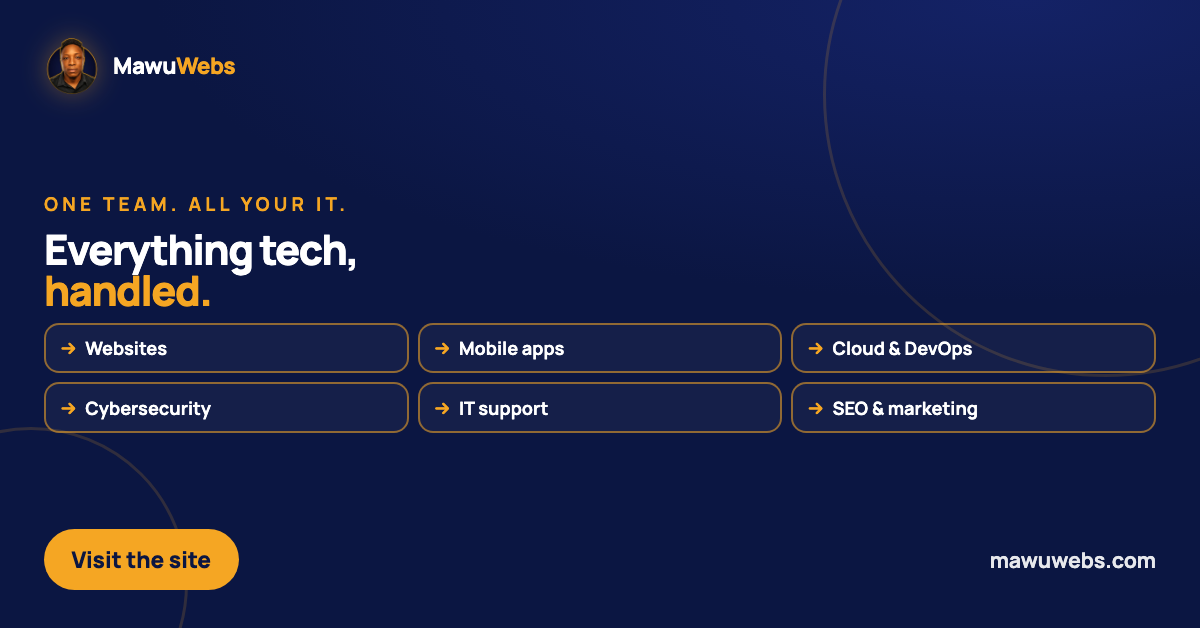 MawuWebs
ONE TEAM. ALL YOUR IT.
Everything tech,
handled.
→ Websites
→ Mobile apps
→ Cloud & DevOps
→ Cybersecurity
→ IT support
→ SEO & marketing
Visit the site
mawuwebs.com